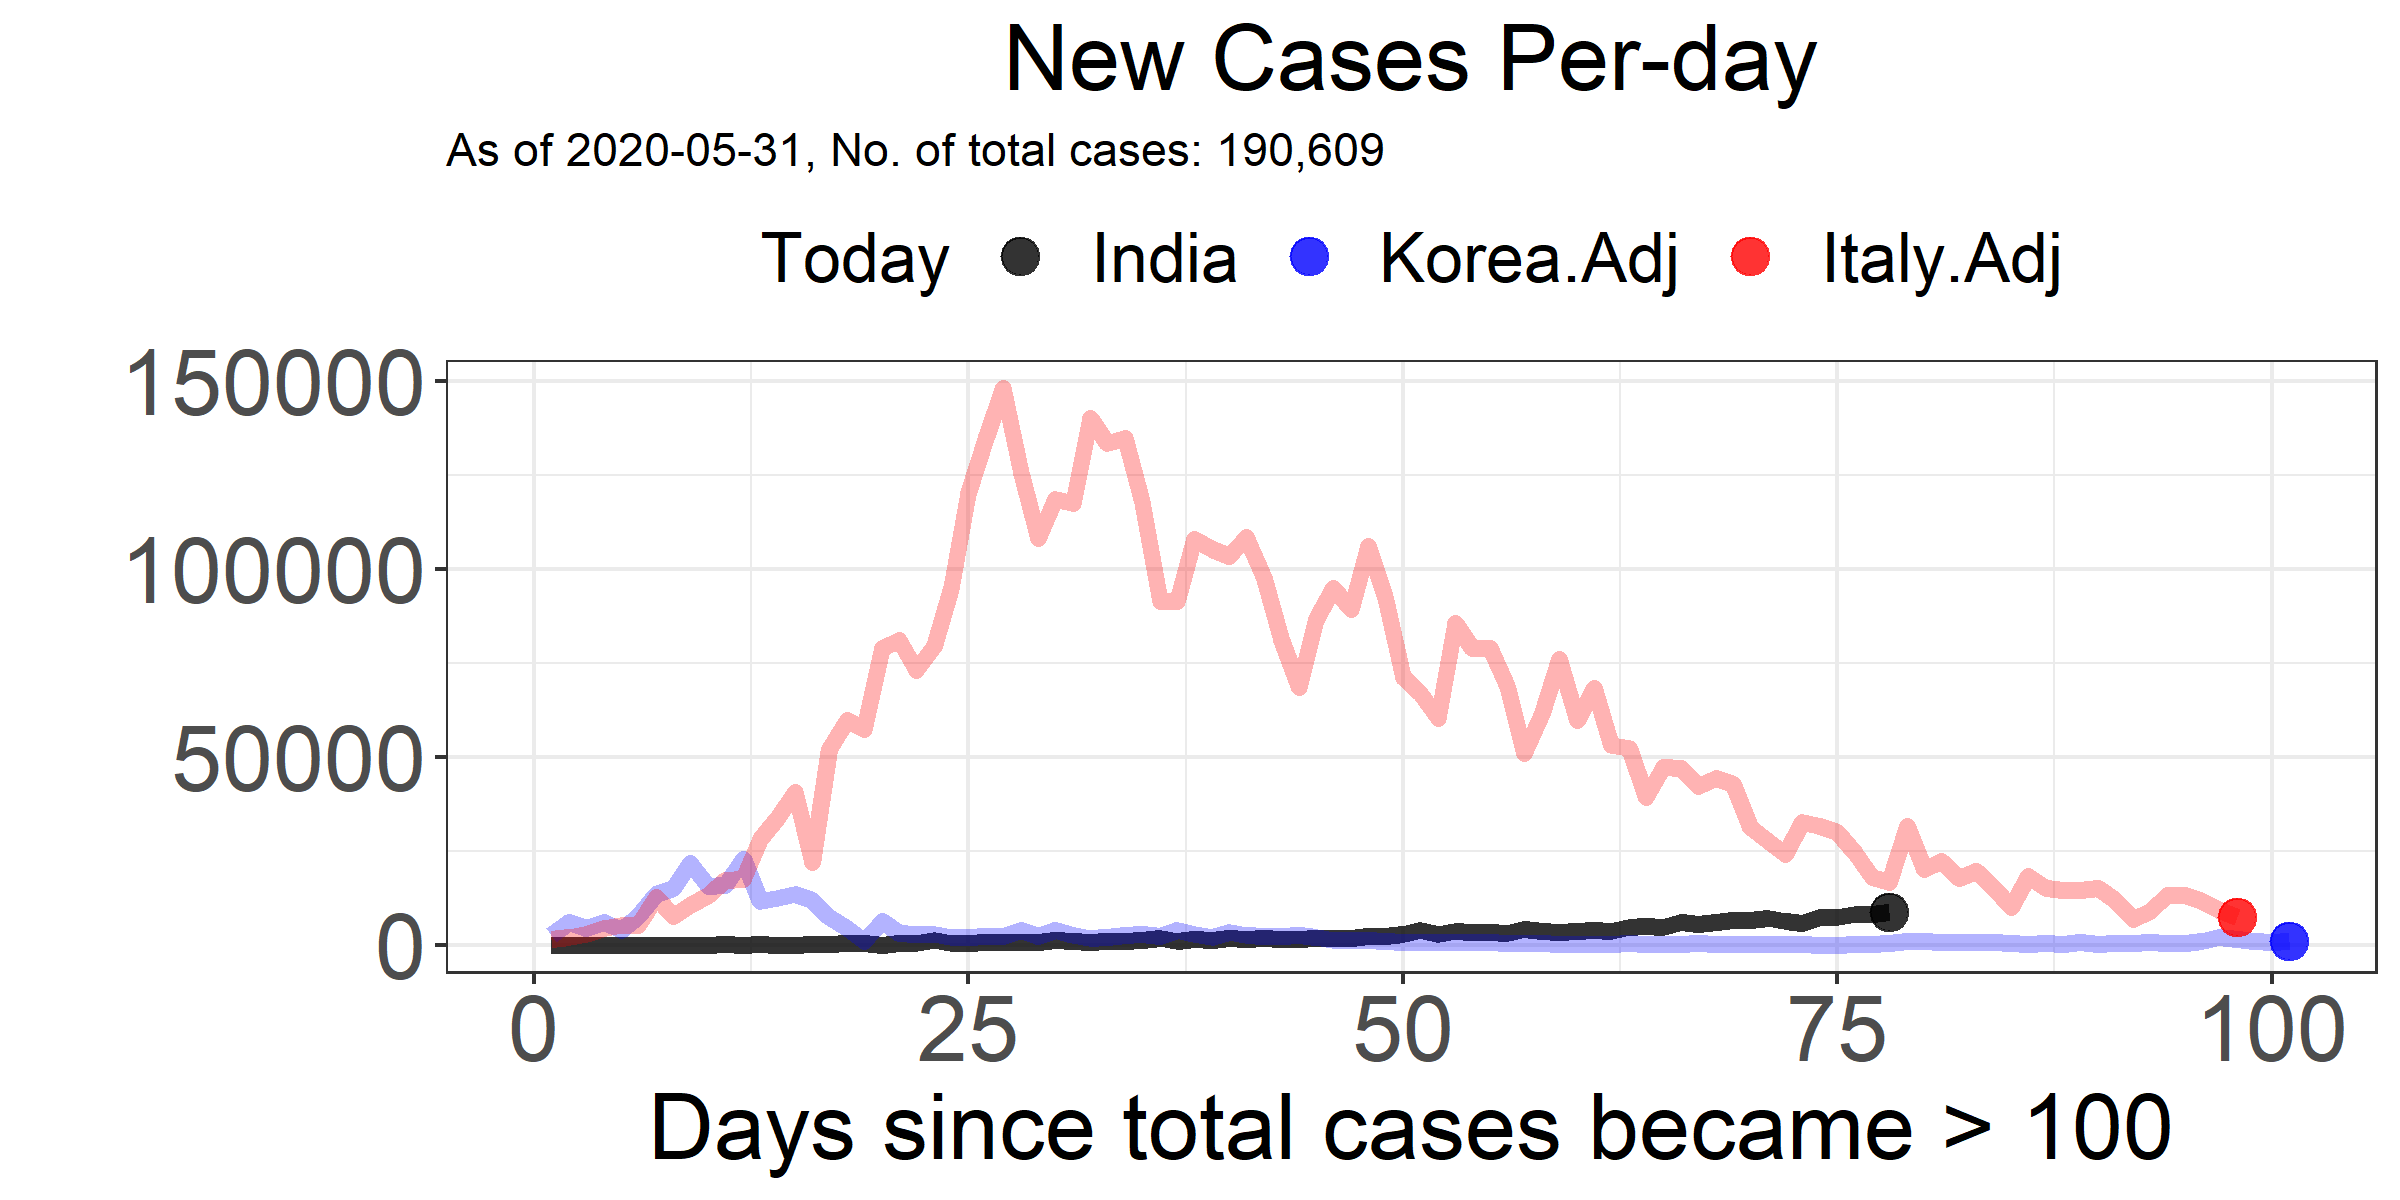 New Cases Per-day
As of 2020-05-31, No. of total cases: 190,609
Today India Korea.Adj Italy.Adj
150000
100000
50000
0
0 25 50 75 100
Days since total cases became > 100